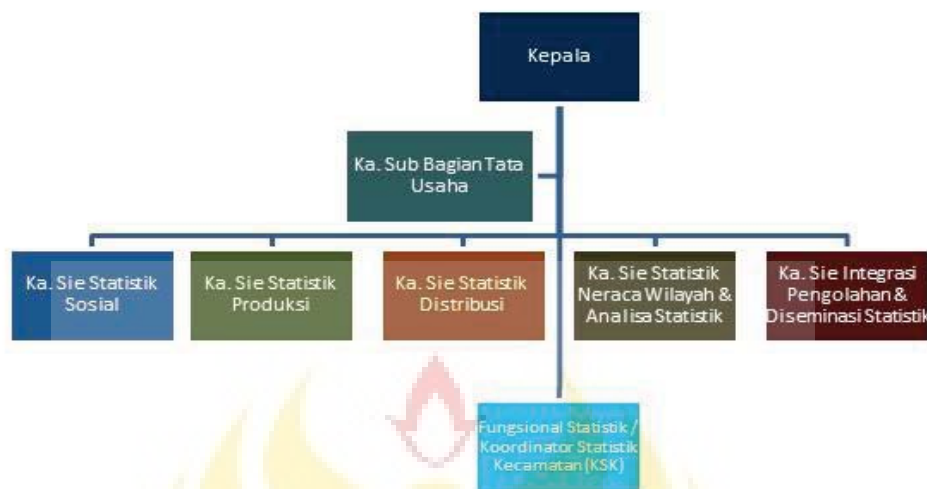 Kepala
Ka. Sub Bagian Tata
Usaha
Ka. Sie Statistik
Sosial
Ka. Sie Statistik
Produksi
Ka. Sie Statistik
Distribusi
Ka. Sie Statistik
Neraca Wilayah &
Analisa Statistik
Ka. Sie Integrasi
Pengolahan &
Diseminasi Statistik
Fungsional Statistik /
Koordinator Statistik
Kecamatan (KSK)